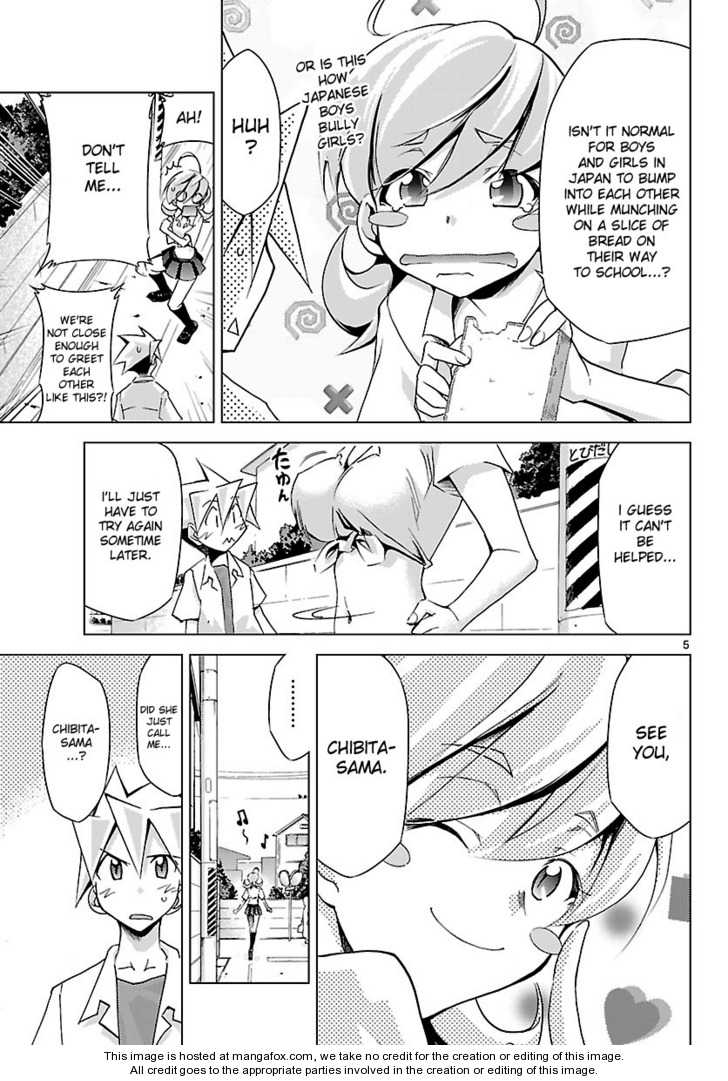 ISN'T IT NORMAL
FOR BOYS
AND GIRLS IN
JAPAN TO BUMP
INTO EACH OTHER
WHILE MUNCHING
ON A SLICE OF
BREAD ON
THEIR WAY
TO SCHOOL...?
OR IS THIS
HOW
JAPANESE
BOYS
BULLY
GIRLS?
HUH
?
AH!
DON'T
TELL
ME...
WE'RE
NOT CLOSE
ENOUGH
TO GREET
EACH
OTHER
LIKE THIS?!
とびだし
I GUESS
IT CAN'T
BE
HELPED...
たゆん
I'LL JUST
HAVE TO
TRY AGAIN
SOMETIME
LATER.
5
SEE
YOU,
CHIBITA-
SAMA.
........
DID SHE
JUST
CALL
ME...
CHIBITA-
SAMA
...?
This image is hosted at mangafox.com, we take no credit for the creation or editing of this image.
All credit goes to the appropriate parties involved in the creation or editing of this image.